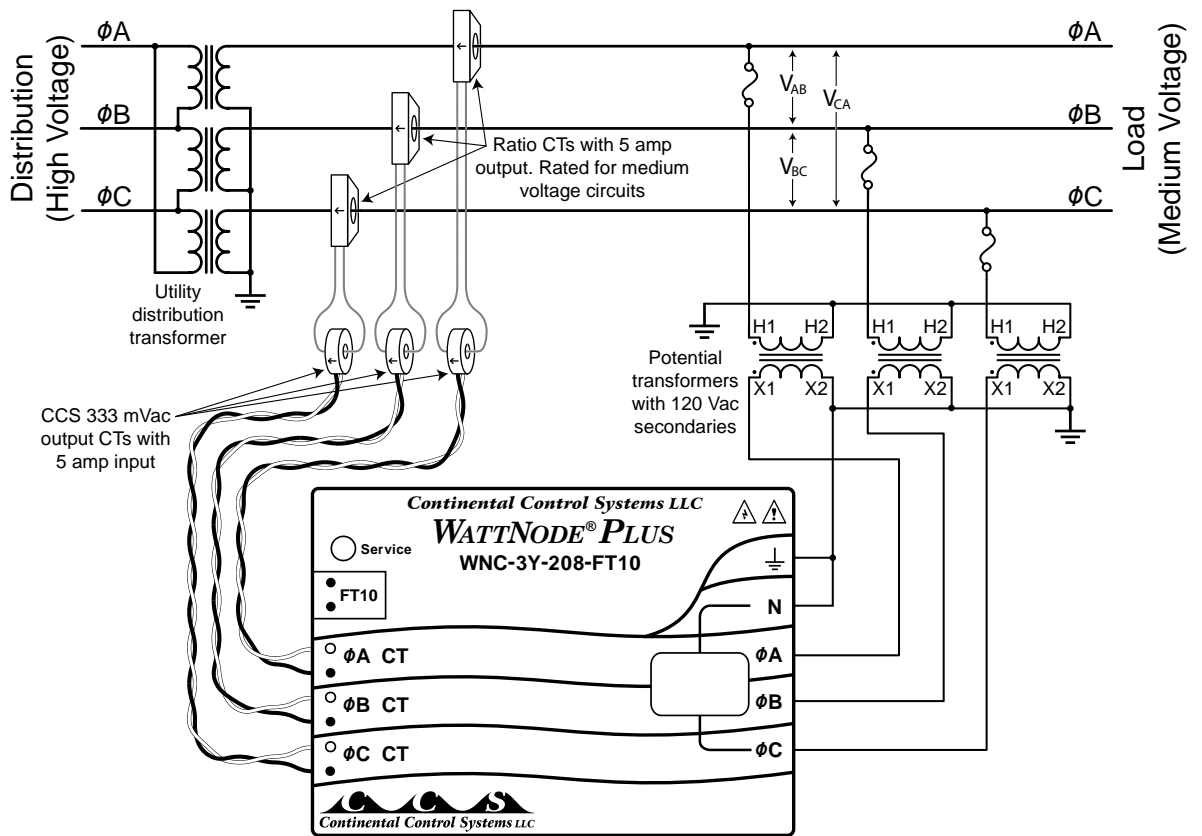 Distribution
(High Voltage)
ϕA
ϕB
ϕC
ϕA
ϕB
ϕC
Load
(Medium Voltage)
VAB
VCA
VBC
Ratio CTs with 5 amp
output. Rated for medium
voltage circuits
Utility
distribution
transformer
H1 H2 H1 H2 H1 H2
X1 X2 X1 X2 X1 X2
Potential
transformers
with 120 Vac
secondaries
CCS 333 mVac
output CTs with
5 amp input
Continental Control Systems LLC
WATTNODE® PLUS
WNC-3Y-208-FT10
Service
FT10
N
ϕA CT
ϕA
ϕB CT
ϕB
ϕC CT
ϕC
CCS
Continental Control Systems LLC